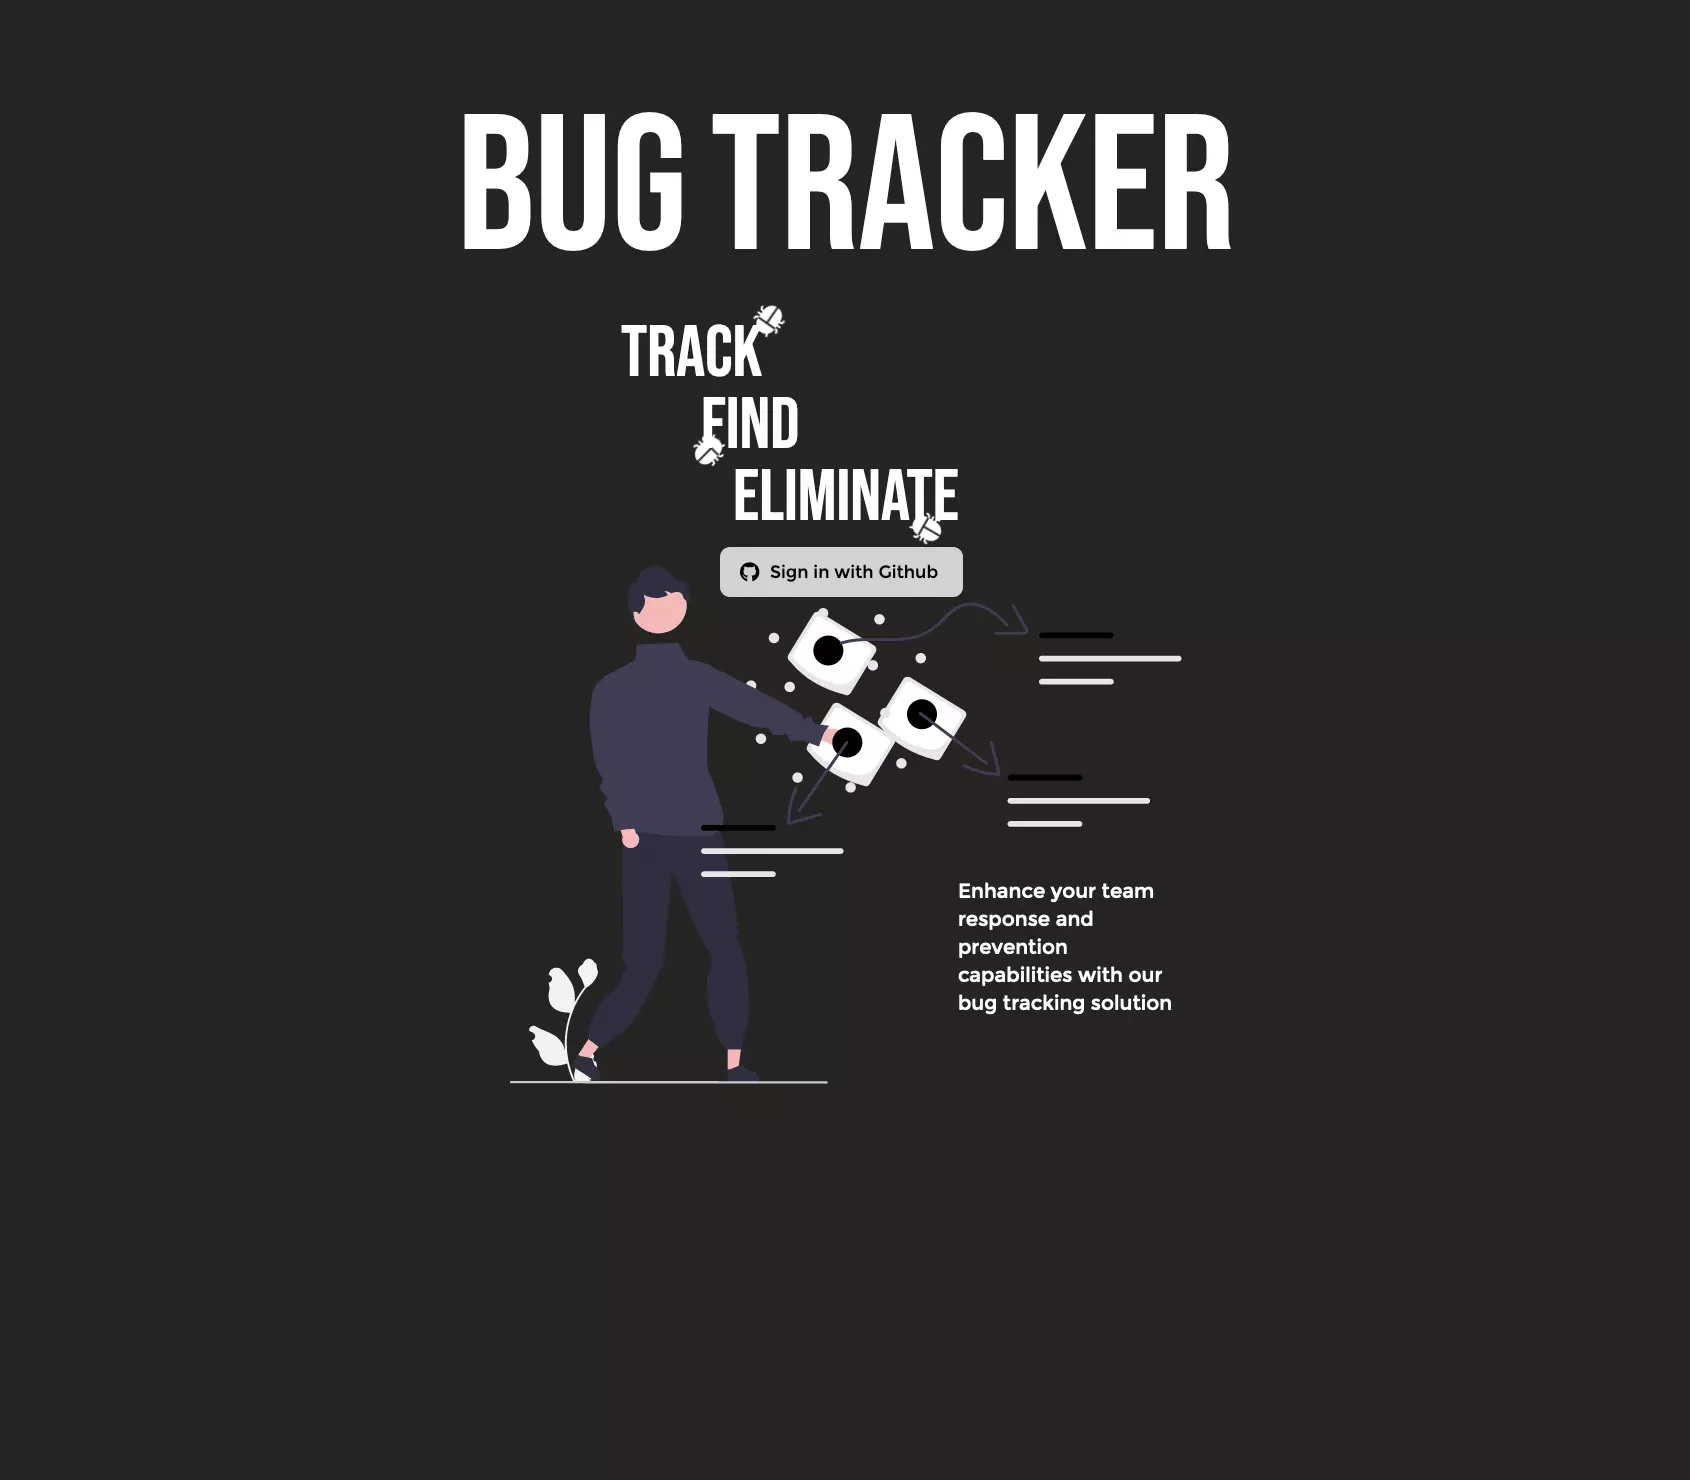 BUG TRACKER
TRACK
FIND
ELIMINATE
Sign in with Github
Enhance your team
response and
prevention
capabilities with our
bug tracking solution